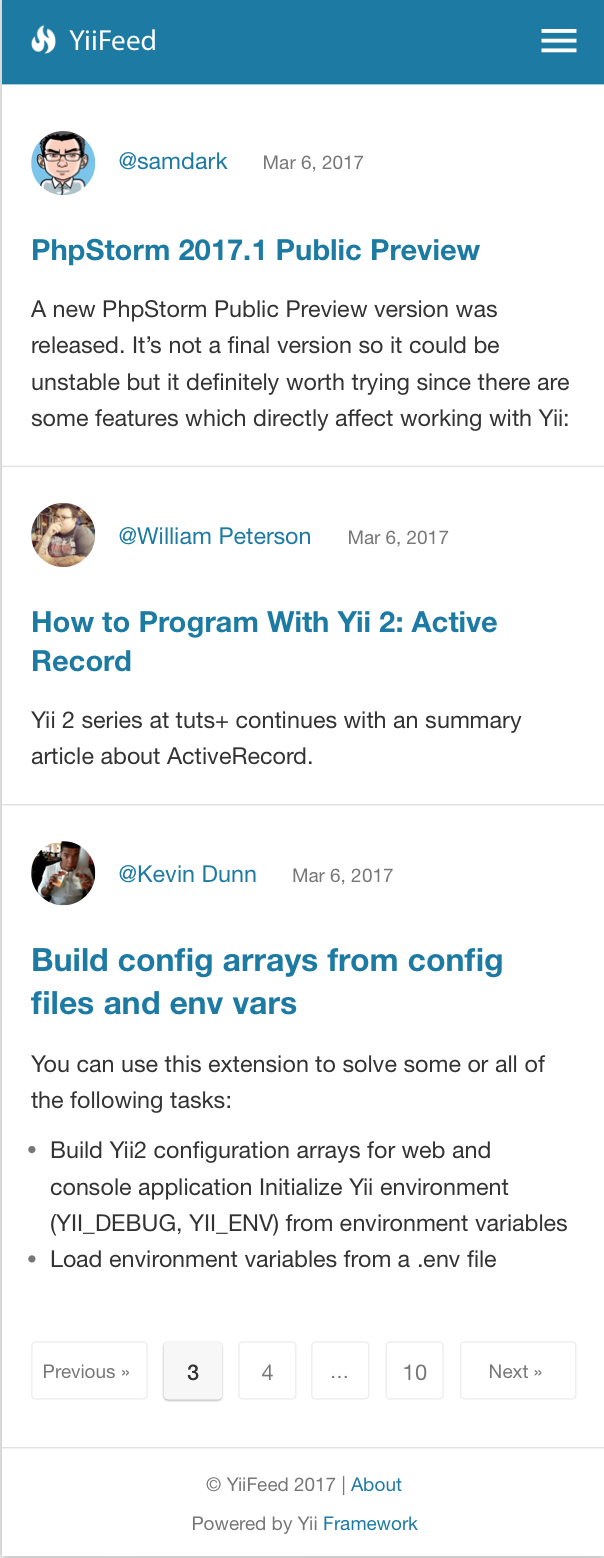 YiiFeed
@samdark Mar 6, 2017
PhpStorm 2017.1 Public Preview
A new PhpStorm Public Preview version was
released. It’s not a final version so it could be
unstable but it definitely worth trying since there are
some features which directly affect working with Yii:
@William Peterson Mar 6, 2017
How to Program With Yii 2: Active
Record
Yii 2 series at tuts+ continues with an summary
article about ActiveRecord.
@Kevin Dunn Mar 6, 2017
Build config arrays from config
files and env vars
You can use this extension to solve some or all of
the following tasks:
• Build Yii2 configuration arrays for web and
console application Initialize Yii environment
(YII_DEBUG, YII_ENV) from environment variables
• Load environment variables from a .env file
Previous » 3 4 ... 10 Next »
© YiiFeed 2017 | About
Powered by Yii Framework